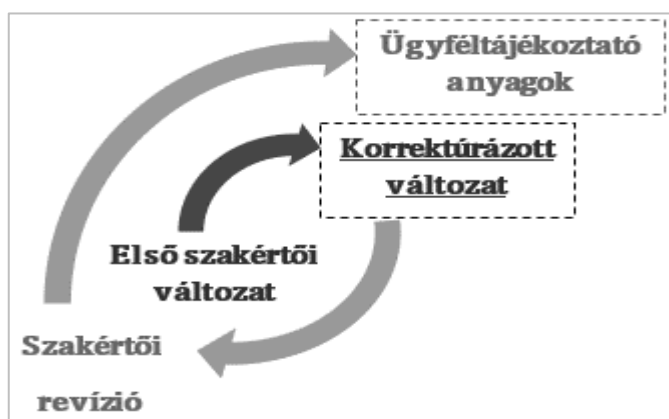 Ügyféltájékoztató
anyagok
Korrektúrázott
változat
Első szakértői
változat
Szakértői
revízió